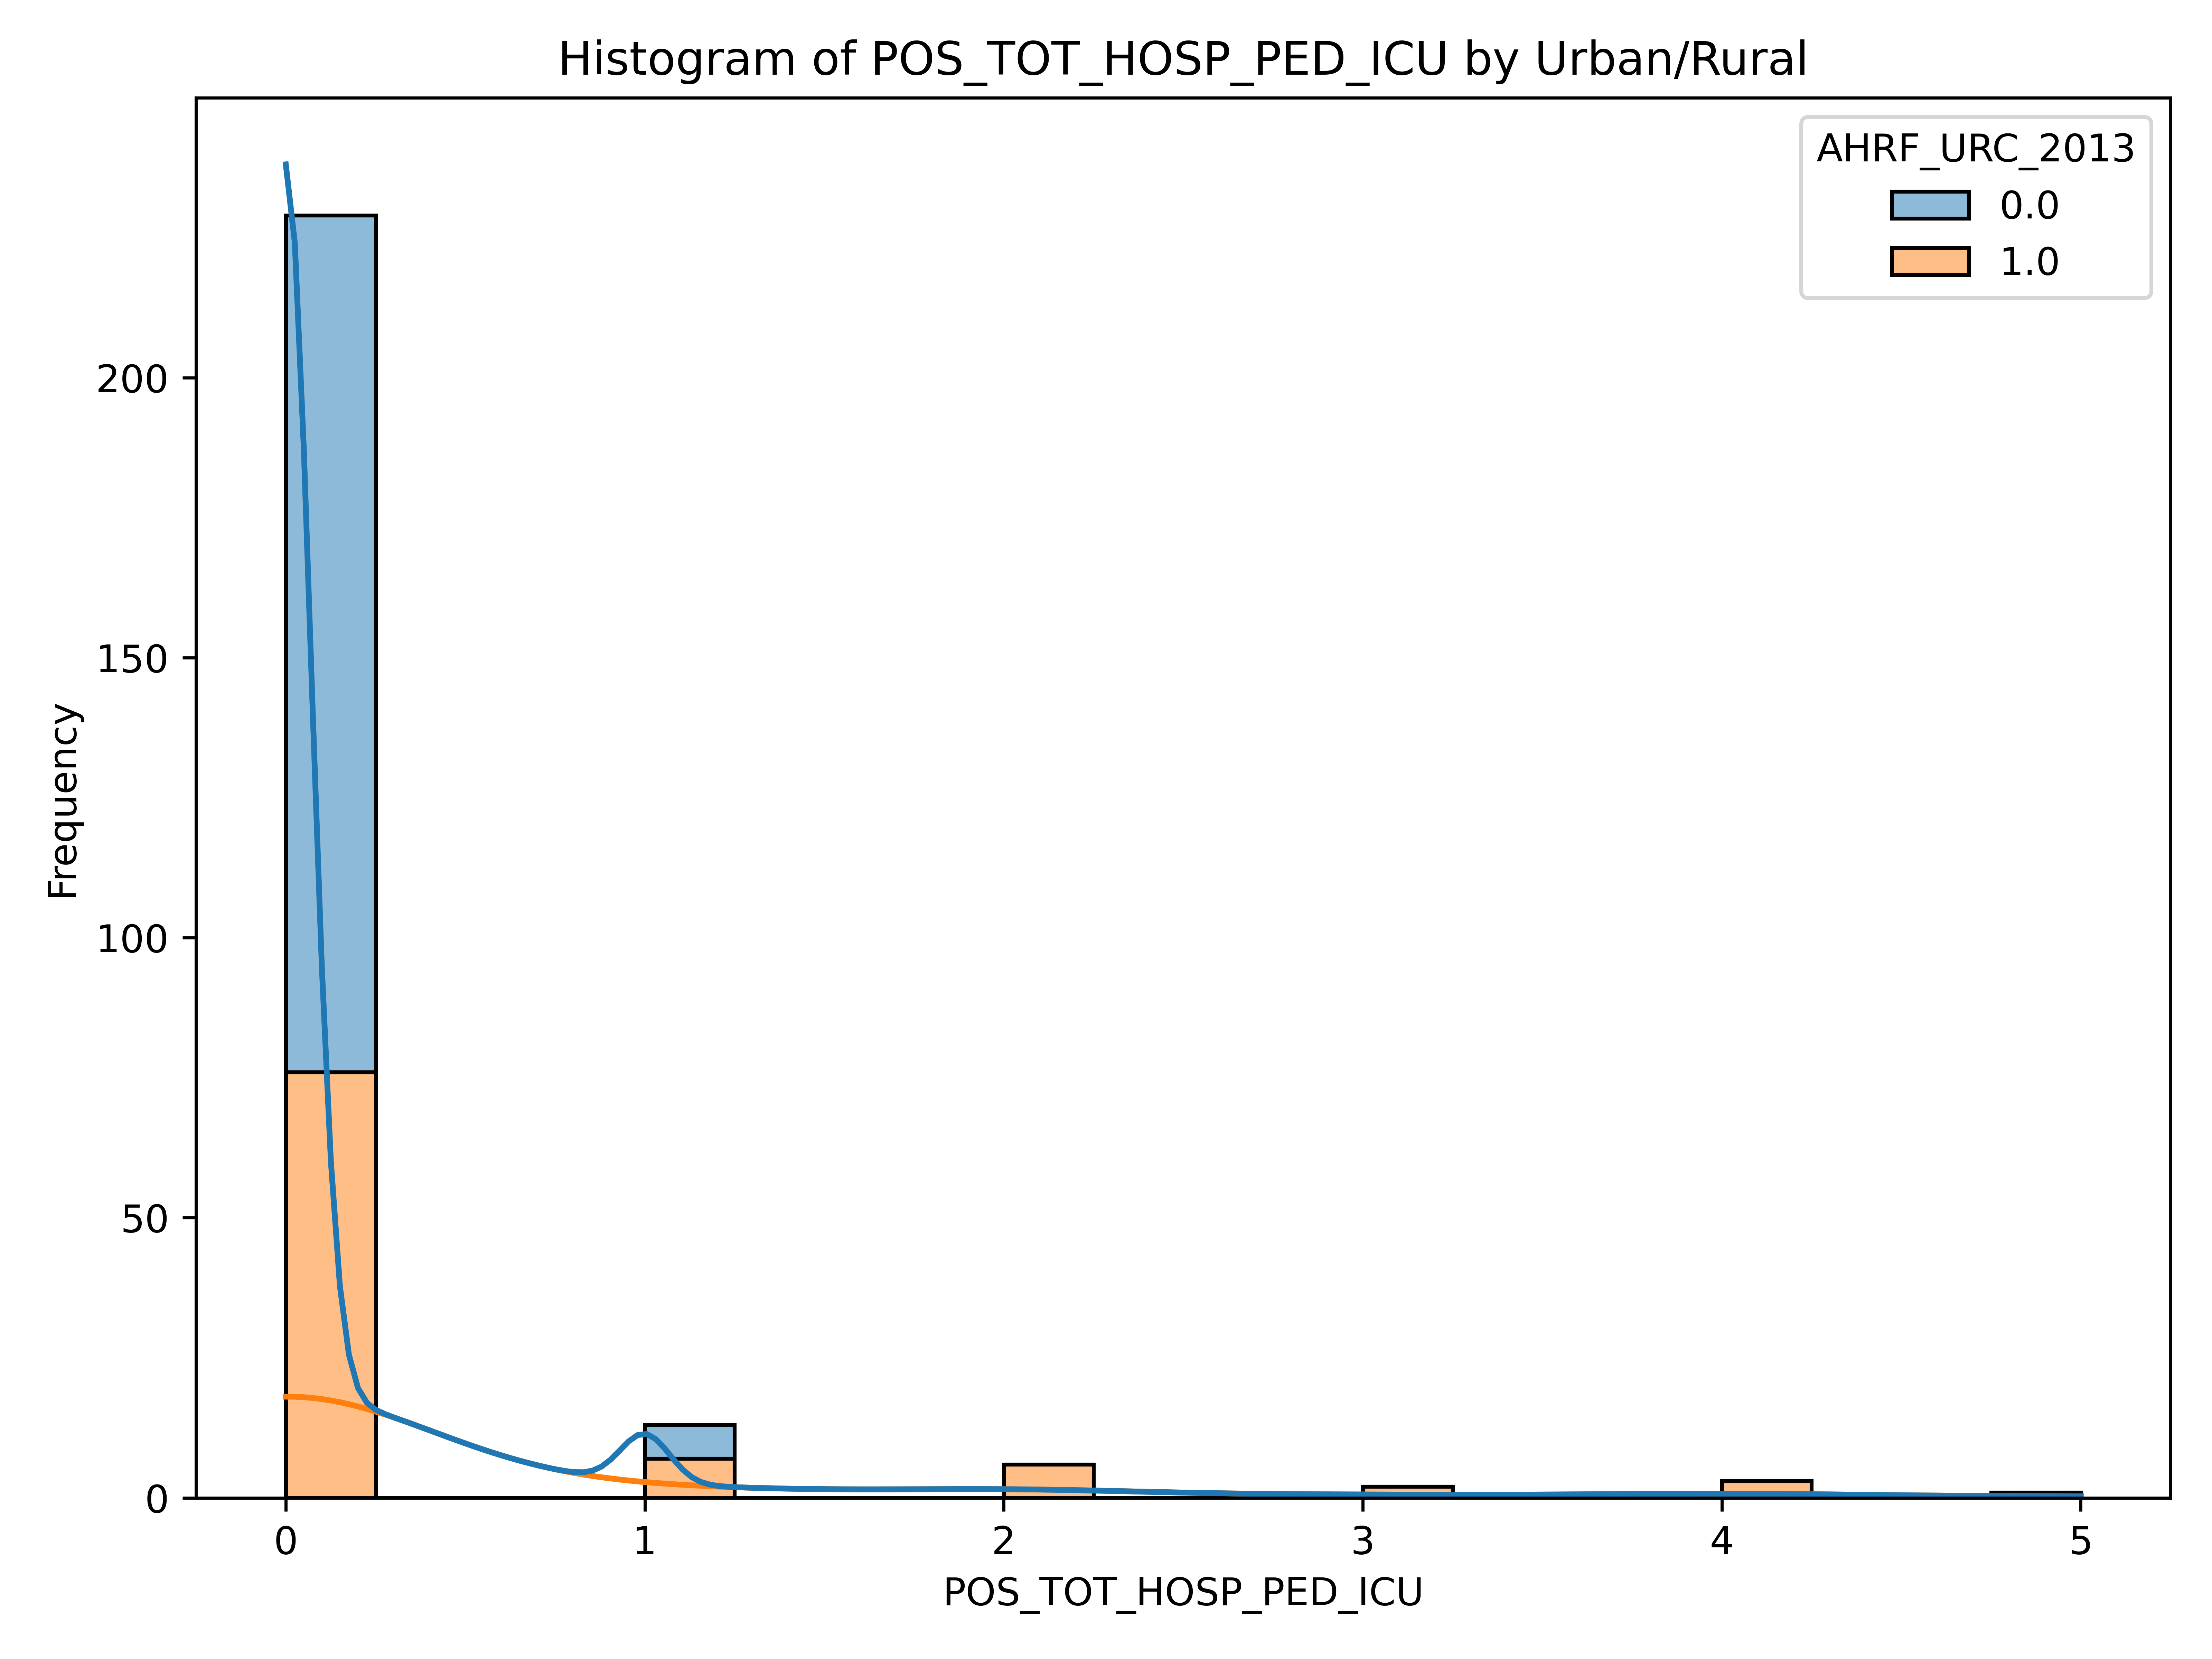 Histogram of POS_TOT_HOSP_PED_ICU by Urban/Rural
AHRF_URC_2013
0.0
1.0
Frequency
200
150
100
50
0
0 1 2 3 4 5
POS_TOT_HOSP_PED_ICU